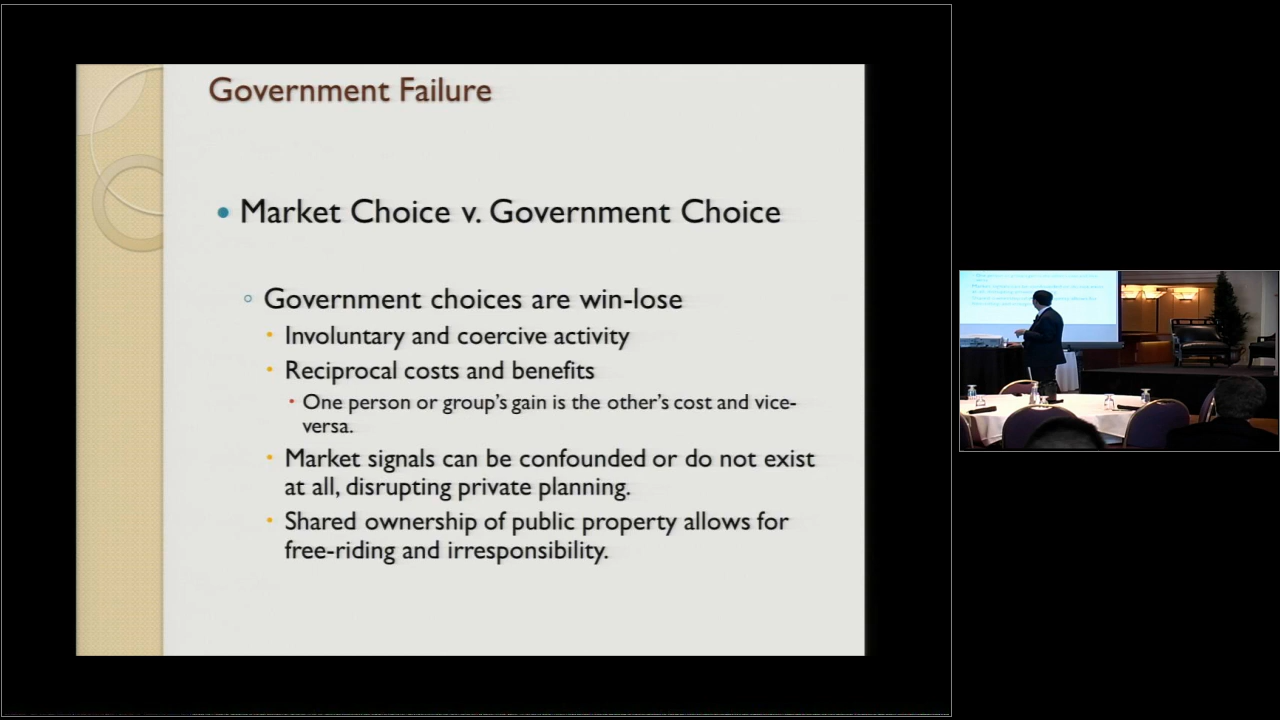 Government Failure
Market Choice v. Government Choice
Government choices are win-lose
Involuntary and coercive activity
Reciprocal costs and benefits
One person or group's gain is the other's cost and vice-
versa.
Market signals can be confounded or do not exist
at all, disrupting private planning.
Shared ownership of public property allows for
free-riding and irresponsibility.